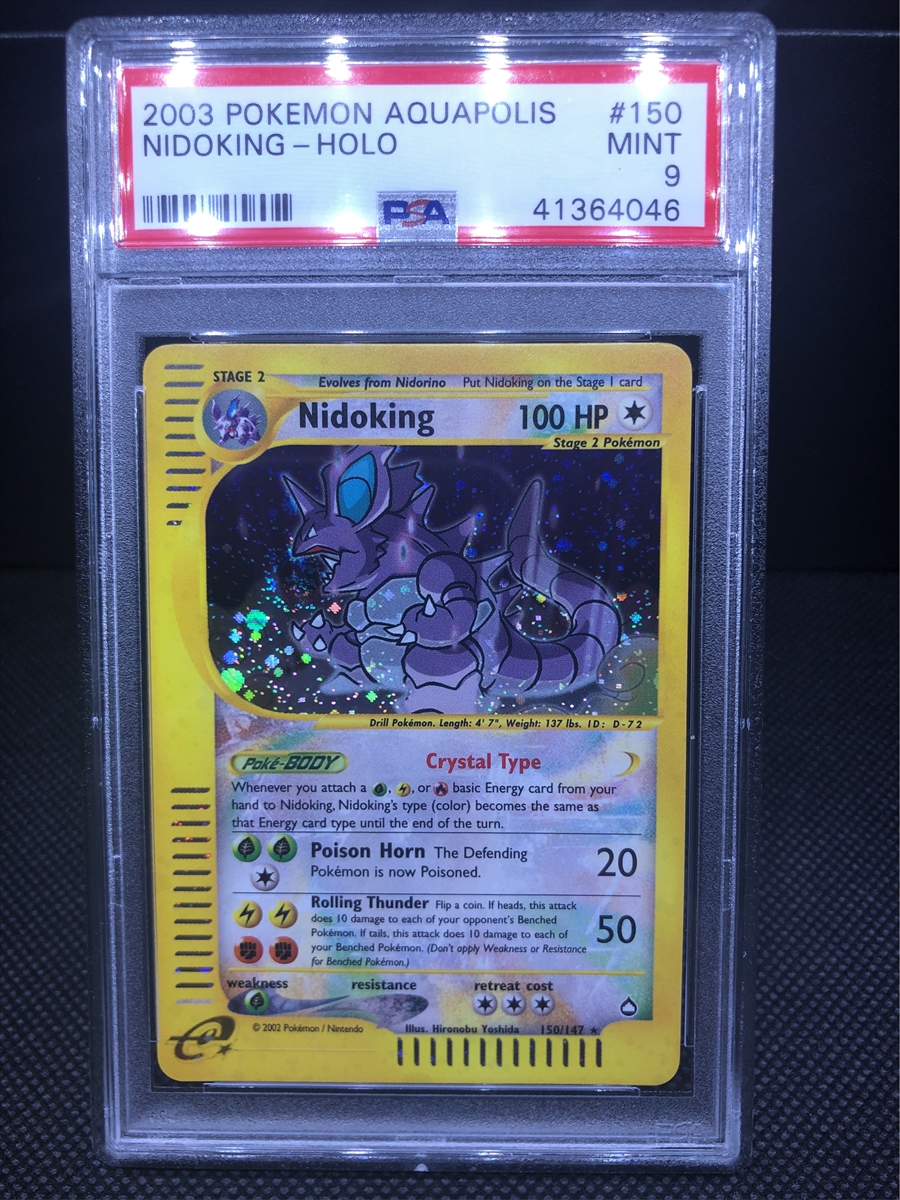 2003 POKEMON AQUAPOLIS #150
NIDOKING – HOLO MINT
9
PSA 41364046
STAGE 2 Evolves from Nidorino Put Nidoking on the Stage 1 card
Nidoking 100 HP
Stage 2 Pokémon
Drill Pokémon. Length: 4' 7", Weight: 137 lbs. ID: D-72
Poké-BODY Crystal Type
Whenever you attach a , , or basic Energy card from your
hand to Nidoking, Nidoking's type (color) becomes the same as
that Energy card type until the end of the turn.
Poison Horn The Defending 20
Pokémon is now Poisoned.
Rolling Thunder Flip a coin. If heads, this attack
does 10 damage to each of your opponent's Benched
Pokémon. If tails, this attack does 10 damage to each of 50
your Benched Pokémon. (Don't apply Weakness or Resistance
for Benched Pokémon.)
weakness resistance retreat cost
© 2002 Pokémon / Nintendo Illus. Hironobu Yoshida 150/147 ★
e